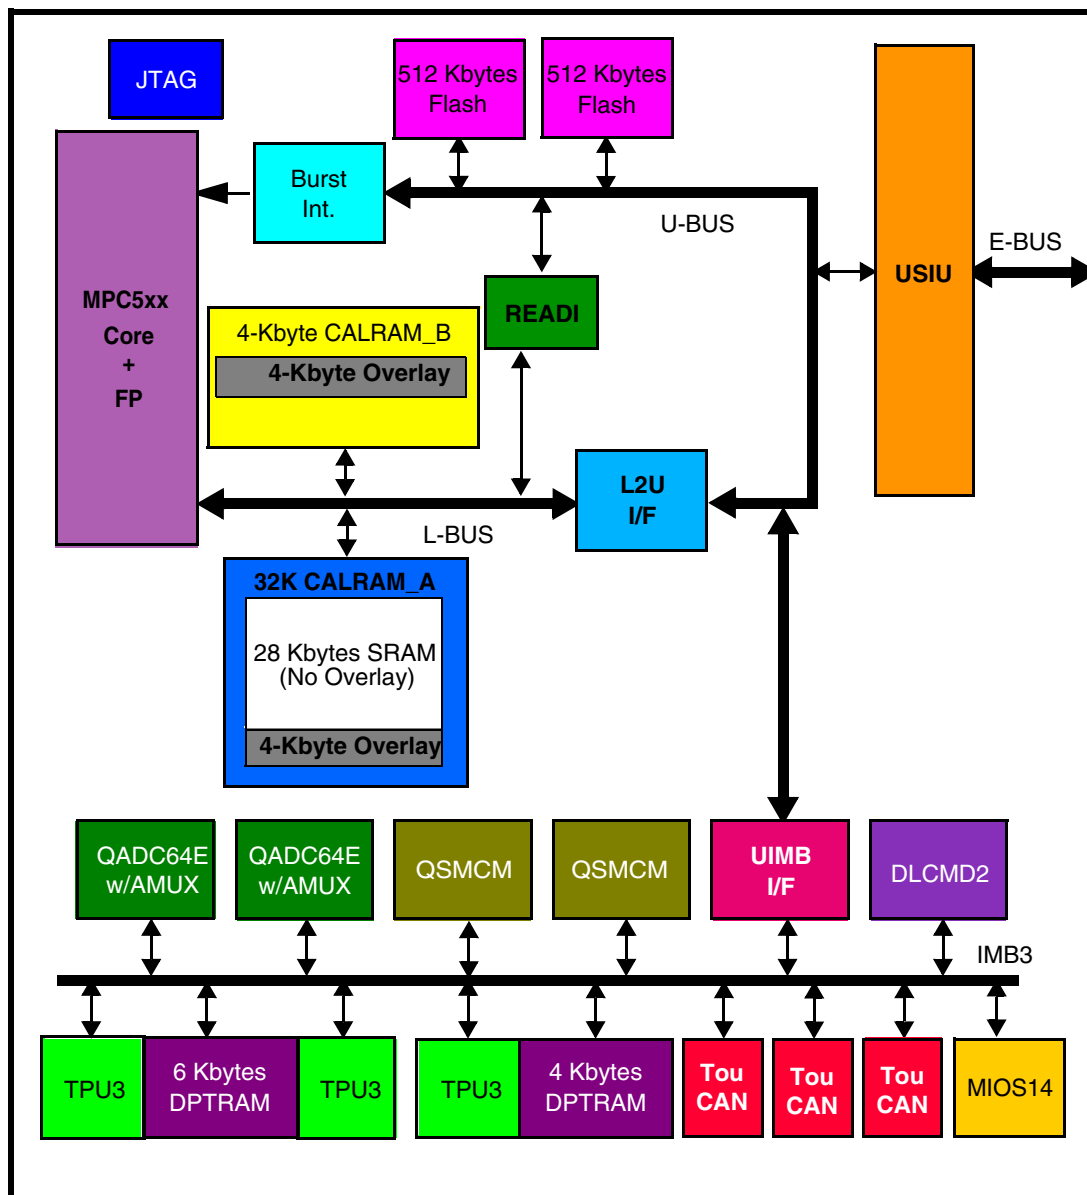 JTAG
512 Kbytes
Flash
512 Kbytes
Flash
Burst
Int.
U-BUS
E-BUS
USIU
MPC5xx
Core
+
FP
READI
4-Kbyte CALRAM_B
4-Kbyte Overlay
L2U
I/F
L-BUS
32K CALRAM_A
28 Kbytes SRAM
(No Overlay)
4-Kbyte Overlay
QADC64E
w/AMUX
QADC64E
w/AMUX
QSMCM
QSMCM
UIMB
I/F
DLCMD2
IMB3
TPU3
6 Kbytes
DPTRAM
TPU3
TPU3
4 Kbytes
DPTRAM
Tou
CAN
Tou
CAN
Tou
CAN
MIOS14